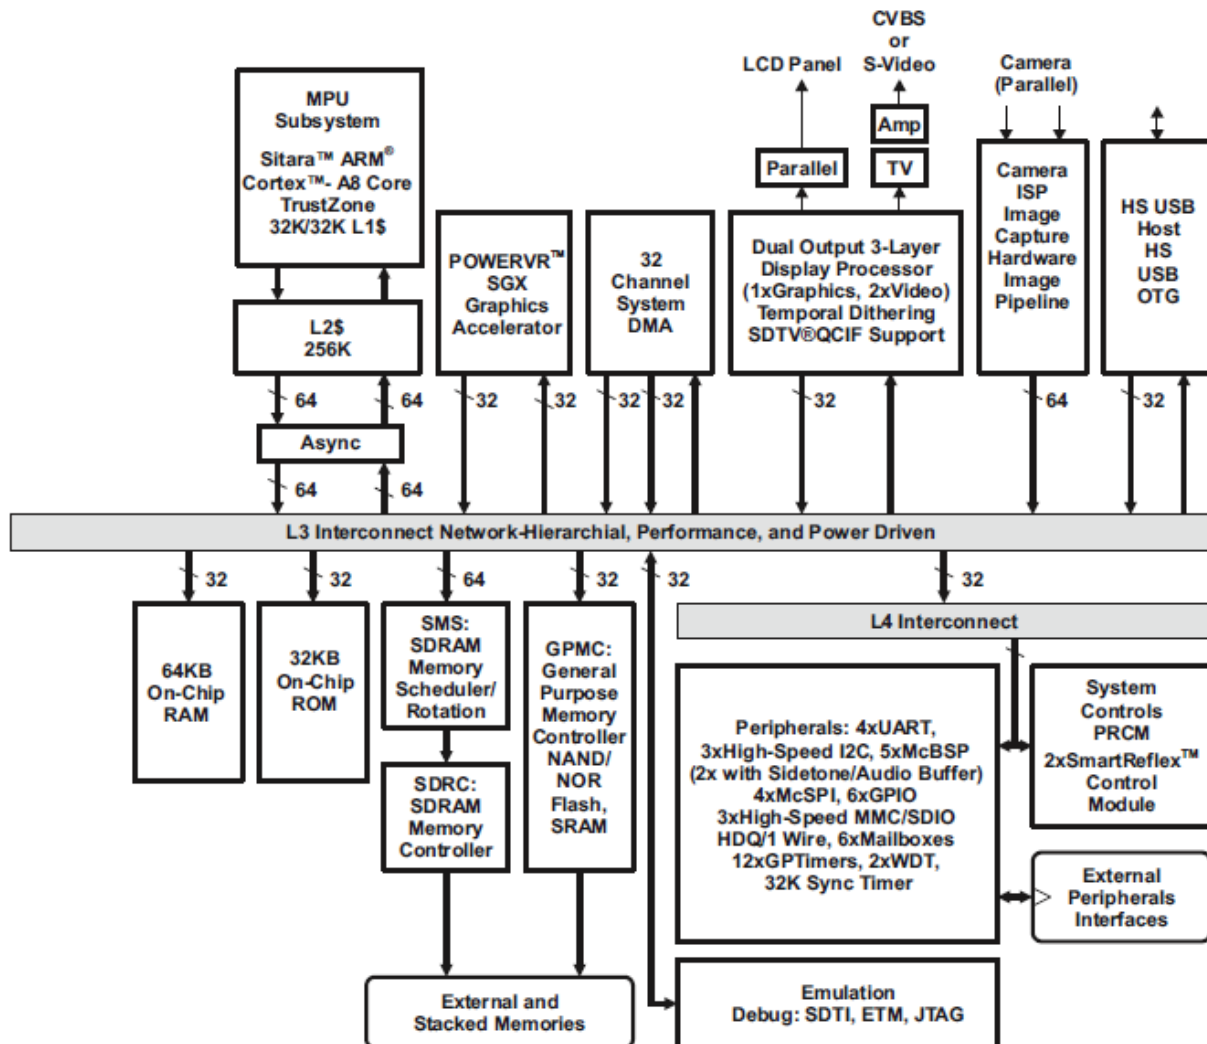 CVBS
or
S-Video
LCD Panel
Camera
(Parallel)
MPU
Subsystem
Sitara™ ARM®
Cortex™- A8 Core
TrustZone
32K/32K L1$
Amp
Parallel
TV
POWERVR™
SGX
Graphics
Accelerator
32
Channel
System
DMA
Dual Output 3-Layer
Display Processor
(1xGraphics, 2xVideo)
Temporal Dithering
SDTV®QCIF Support
Camera
ISP
Image
Capture
Hardware
Image
Pipeline
HS USB
Host
HS
USB
OTG
L2$
256K
64
64
32
32
32
32
32
64
32
Async
64
64
L3 Interconnect Network-Hierarchial, Performance, and Power Driven
32
32
64
32
32
32
64KB
On-Chip
RAM
32KB
On-Chip
ROM
SMS:
SDRAM
Memory
Scheduler/
Rotation
SDRC:
SDRAM
Memory
Controller
GPMC:
General
Purpose
Memory
Controller
NAND/
NOR
Flash,
SRAM
L4 Interconnect
Peripherals: 4xUART,
3xHigh-Speed I2C, 5xMcBSP
(2x with Sidetone/Audio Buffer)
4xMcSPI, 6xGPIO
3xHigh-Speed MMC/SDIO
HDQ/1 Wire, 6xMailboxes
12xGPTimers, 2xWDT,
32K Sync Timer
System
Controls
PRCM
2xSmartReflex™
Control
Module
External
Peripherals
Interfaces
External and
Stacked Memories
Emulation
Debug: SDTI, ETM, JTAG